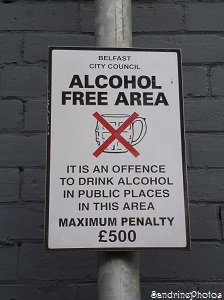 BELFAST
CITY COUNCIL
ALCOHOL
FREE AREA
IT IS AN OFFENCE
TO DRINK ALCOHOL
IN PUBLIC PLACES
IN THIS AREA
MAXIMUM PENALTY
£500
SandrinePhotos